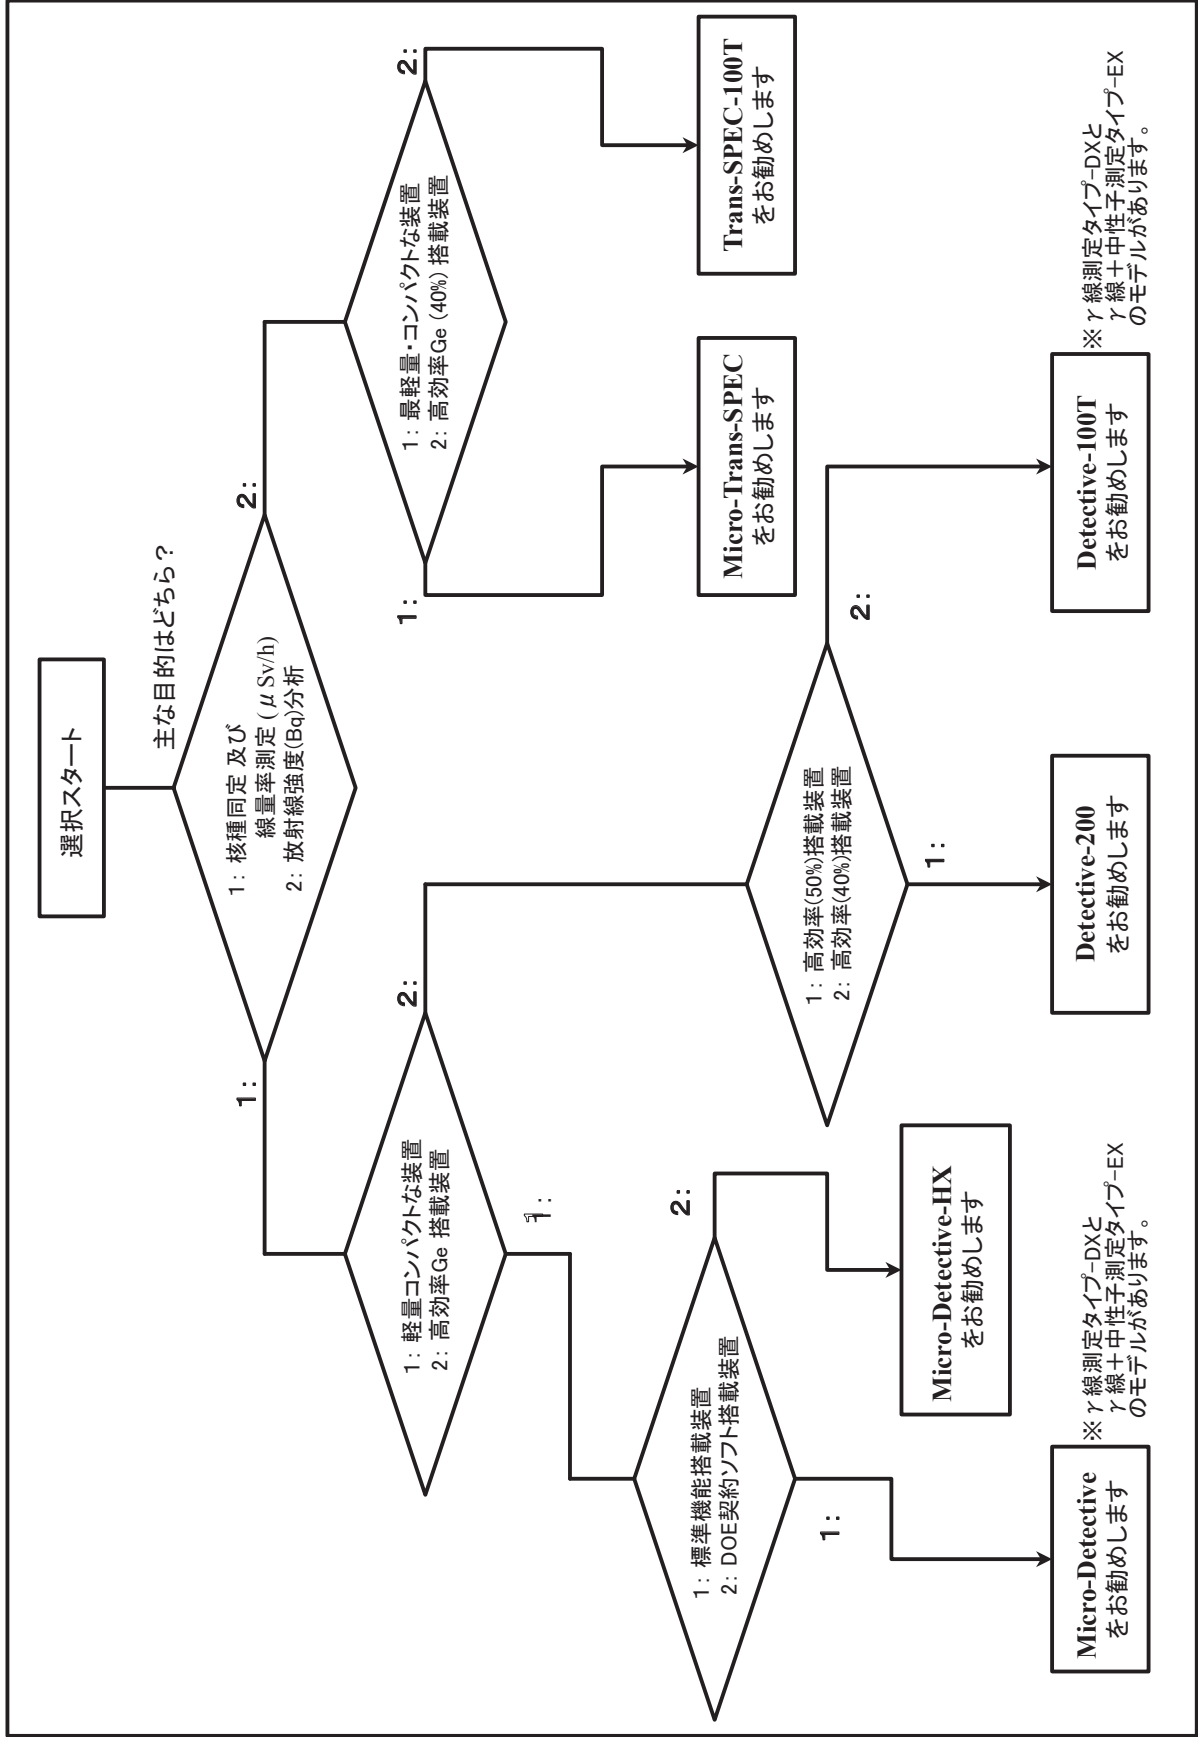 選択スタート
主な目的はどちら？
1: 核種同定 及び
線量率測定 (μSv/h)
2: 放射線強度(Bq)分析
1:
2:
1: 軽量コンパクトな装置
2: 高効率Ge 搭載装置
1: 最軽量・コンパクトな装置
2: 高効率Ge (40%) 搭載装置
1:
2:
1:
2:
1: 標準機能搭載装置
2: DOE契約ソフト搭載装置
1: 高効率(50%)搭載装置
2: 高効率(40%)搭載装置
Micro-Trans-SPEC
をお勧めします
Trans-SPEC-100T
をお勧めします
1:
2:
1:
2:
Micro-Detective-HX
をお勧めします
Micro-Detective
をお勧めします
※γ線測定タイプ-DXと
γ線＋中性子測定タイプ-EX
のモデルがあります。
Detective-200
をお勧めします
Detective-100T
をお勧めします
※γ線測定タイプ-DXと
γ線＋中性子測定タイプ-EX
のモデルがあります。